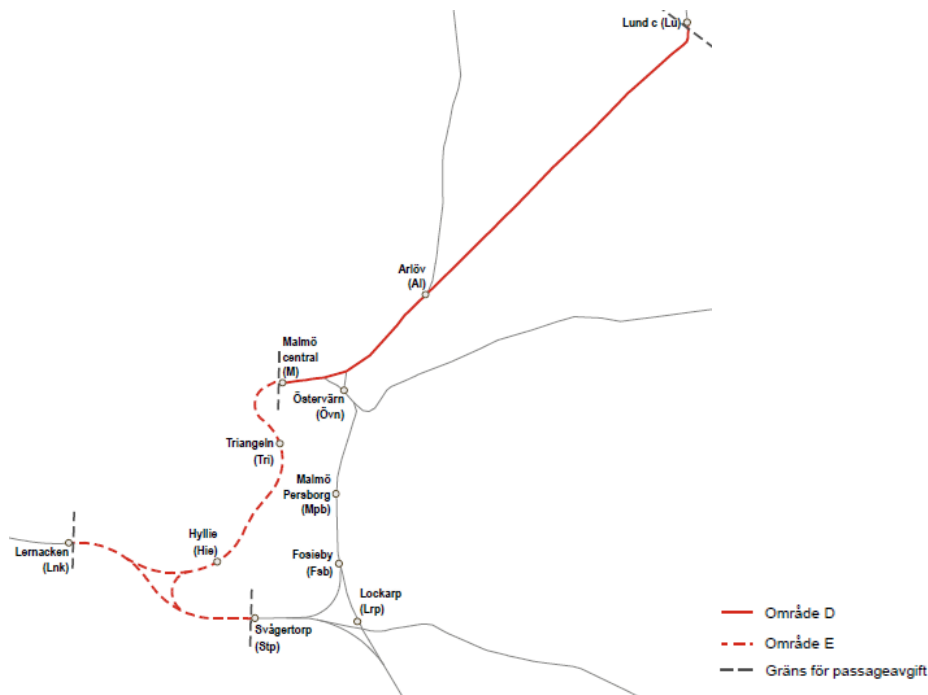 Lund c (Lu)
Arlöv
(Al)
Malmö
central
(M)
Östervärn
(Övn)
Triangeln
(Tri)
Malmö
Persborg
(Mpb)
Hyllie
(Hie)
Lernacken
(Lnk)
Fosieby
(Fsb)
Lockarp
(Lrp)
Svågertorp
(Stp)
Område D
Område E
Gräns för passageavgift